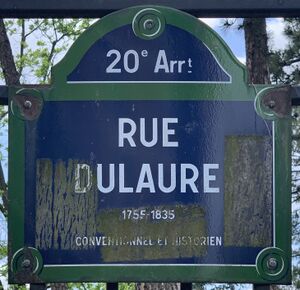 20e Arrt
RUE
DULAURE
1755-1835
CONVENTIONNEL ET HISTORIEN